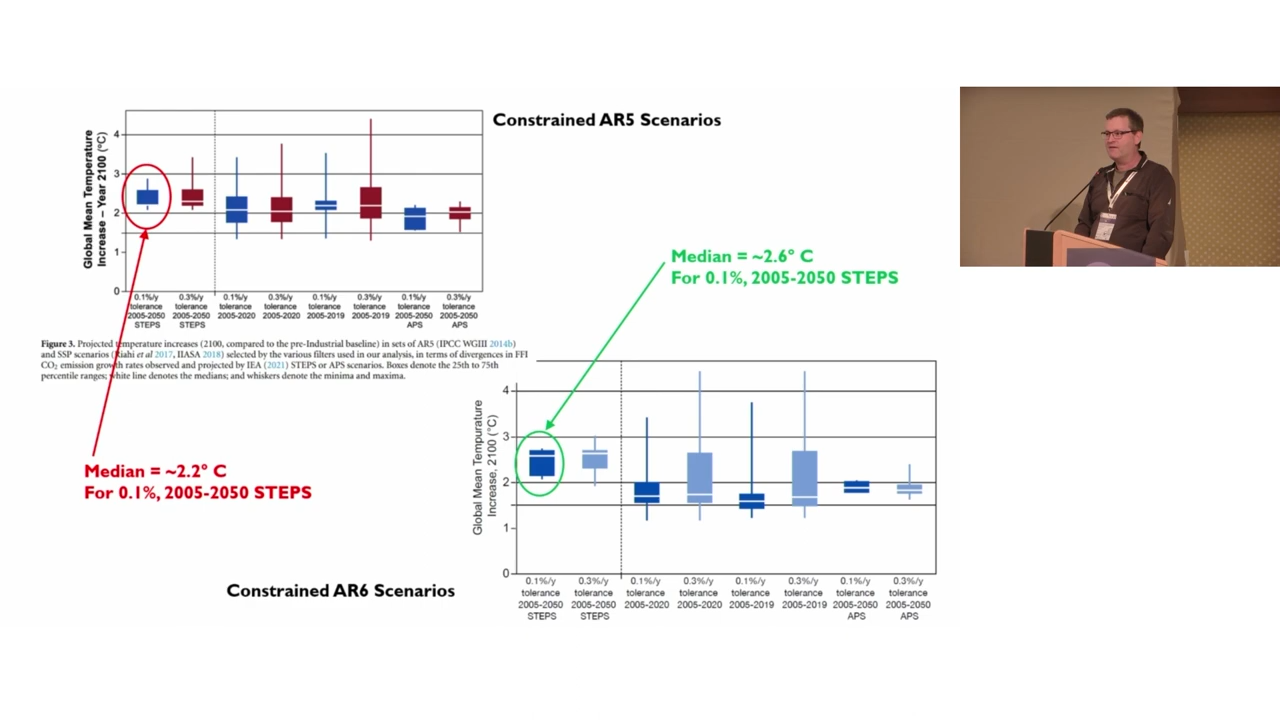 Constrained AR5 Scenarios
Global Mean Temperature
Increase – Year 2100 (°C)
4
3
2
1
0
0.1%/y
tolerance
2005-2050
STEPS
0.3%/y
tolerance
2005-2050
STEPS
0.1%/y
tolerance
2005-2020
0.3%/y
tolerance
2005-2020
0.1%/y
tolerance
2005-2019
0.3%/y
tolerance
2005-2019
0.1%/y
tolerance
2005-2050
APS
0.3%/y
tolerance
2005-2050
APS
Figure 3. Projected temperature increases (2100, compared to the pre-Industrial baseline) in sets of AR5 (IPCC WGIII 2014b)
and SSP scenarios (Riahi et al 2017, IIASA 2018) selected by the various filters used in our analysis, in terms of divergences in FFI
CO₂ emission growth rates observed and projected by IEA (2021) STEPS or APS scenarios. Boxes denote the 25th to 75th
percentile ranges; white line denotes the medians; and whiskers denote the minima and maxima.
Median = ~2.2° C
For 0.1%, 2005-2050 STEPS
Median = ~2.6° C
For 0.1%, 2005-2050 STEPS
Constrained AR6 Scenarios
Global Mean Tempurature
Increase, 2100 (°C)
4
3
2
1
0
0.1%/y
tolerance
2005-2050
STEPS
0.3%/y
tolerance
2005-2050
STEPS
0.1%/y
tolerance
2005-2020
0.3%/y
tolerance
2005-2020
0.1%/y
tolerance
2005-2019
0.3%/y
tolerance
2005-2019
0.1%/y
tolerance
2005-2050
APS
0.3%/y
tolerance
2005-2050
APS